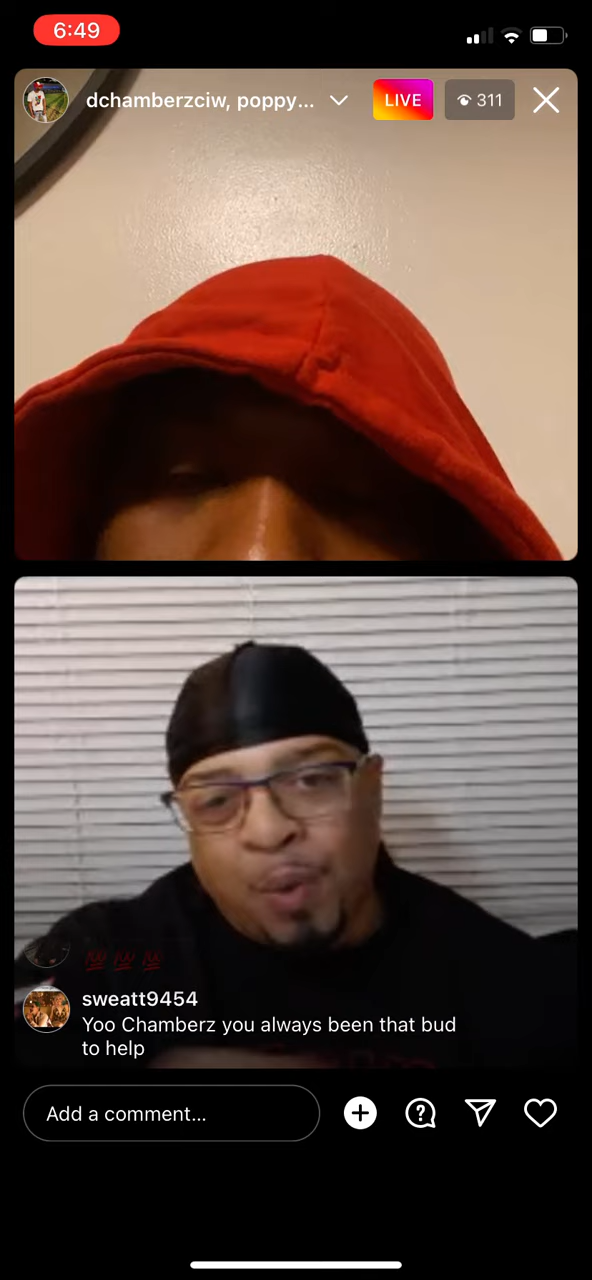 6:49
dchamberzciw, poppy...
LIVE
311
💯 💯 💯
sweatt9454
Yoo Chamberz you always been that bud
to help
Add a comment...